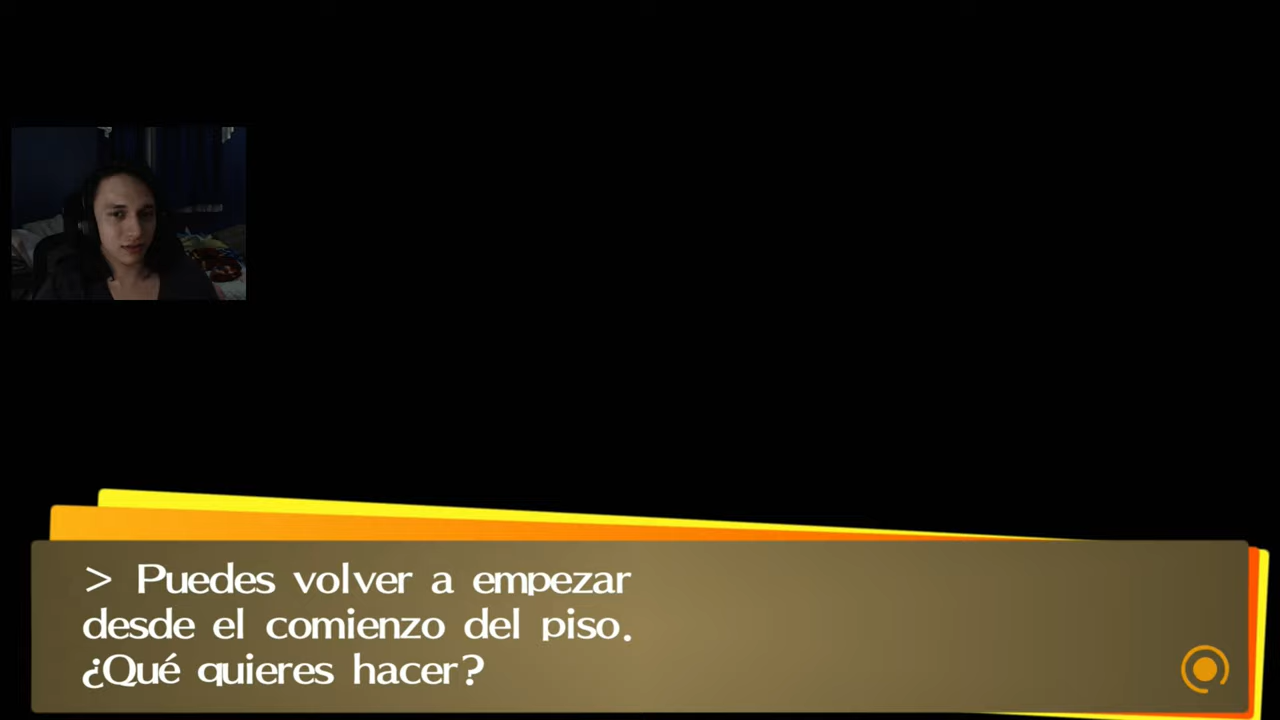 > Puedes volver a empezar
desde el comienzo del piso.
¿Qué quieres hacer?